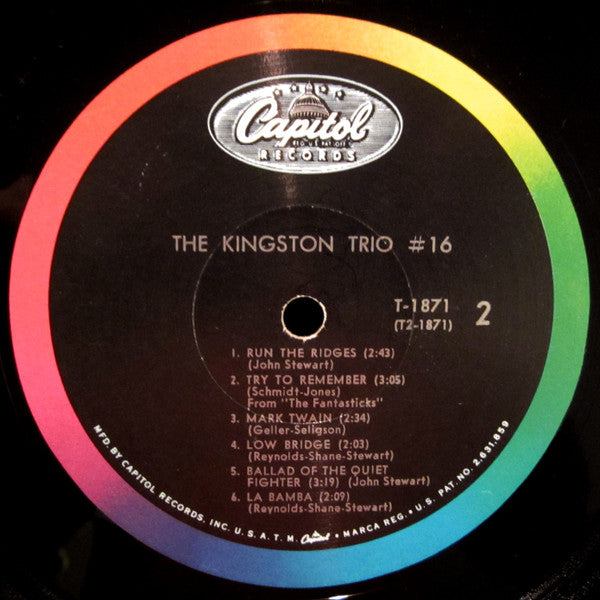 Capitol
REG. U.S. PAT. OFF.
RECORDS
THE KINGSTON TRIO #16
T-1871
(T2-1871)
2
1. RUN THE RIDGES (2:43)
(John Stewart)
2. TRY TO REMEMBER (3:05)
(Schmidt-Jones)
From "The Fantasticks"
3. MARK TWAIN (2:34)
(Geller-Seligson)
4. LOW BRIDGE (2:03)
(Reynolds-Shane-Stewart)
5. BALLAD OF THE QUIET
FIGHTER (3:19) (John Stewart)
6. LA BAMBA (2:09)
(Reynolds-Shane-Stewart)
MFD. BY CAPITOL RECORDS, INC. U.S.A. T.M. Capitol • MARCA REG. • U.S. PAT. NO. 2,631,859